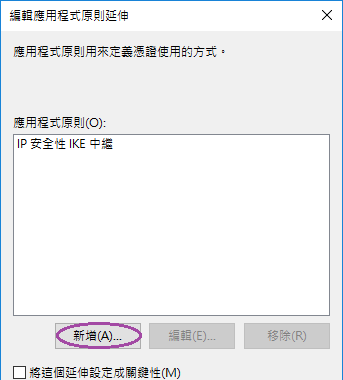 編輯應用程式原則延伸
應用程式原則用來定義憑證使用的方式。
應用程式原則(O):
IP 安全性 IKE 中繼
新增(A)... 編輯(E)... 移除(R)
將這個延伸設定成關鍵性(M)